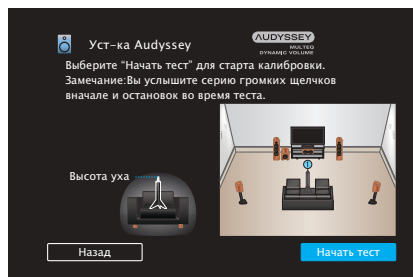 Уст-ка Audyssey
AUDYSSEY
MULTEQ
DYNAMIC VOLUME
Выберите “Начать тест” для старта калибровки.
Замечание:Вы услышите серию громких щелчков
вначале и остановок во время теста.
Высота уха
Назад
Начать тест